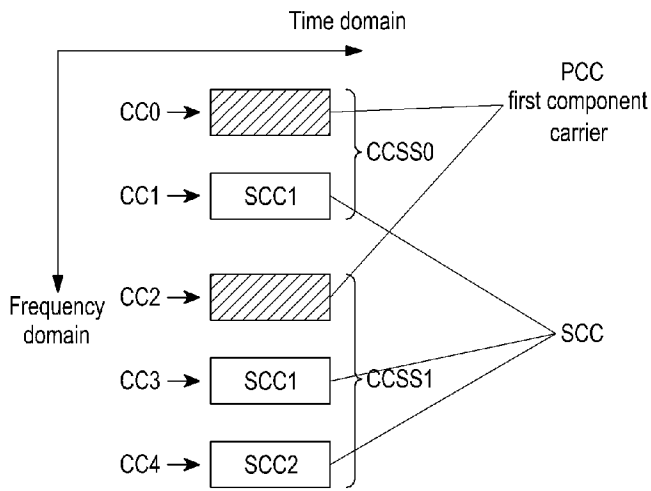 Time domain
PCC
first component
carrier
CC0
CCSS0
CC1
SCC1
CC2
Frequency
domain
SCC
CC3
SCC1
CCSS1
CC4
SCC2